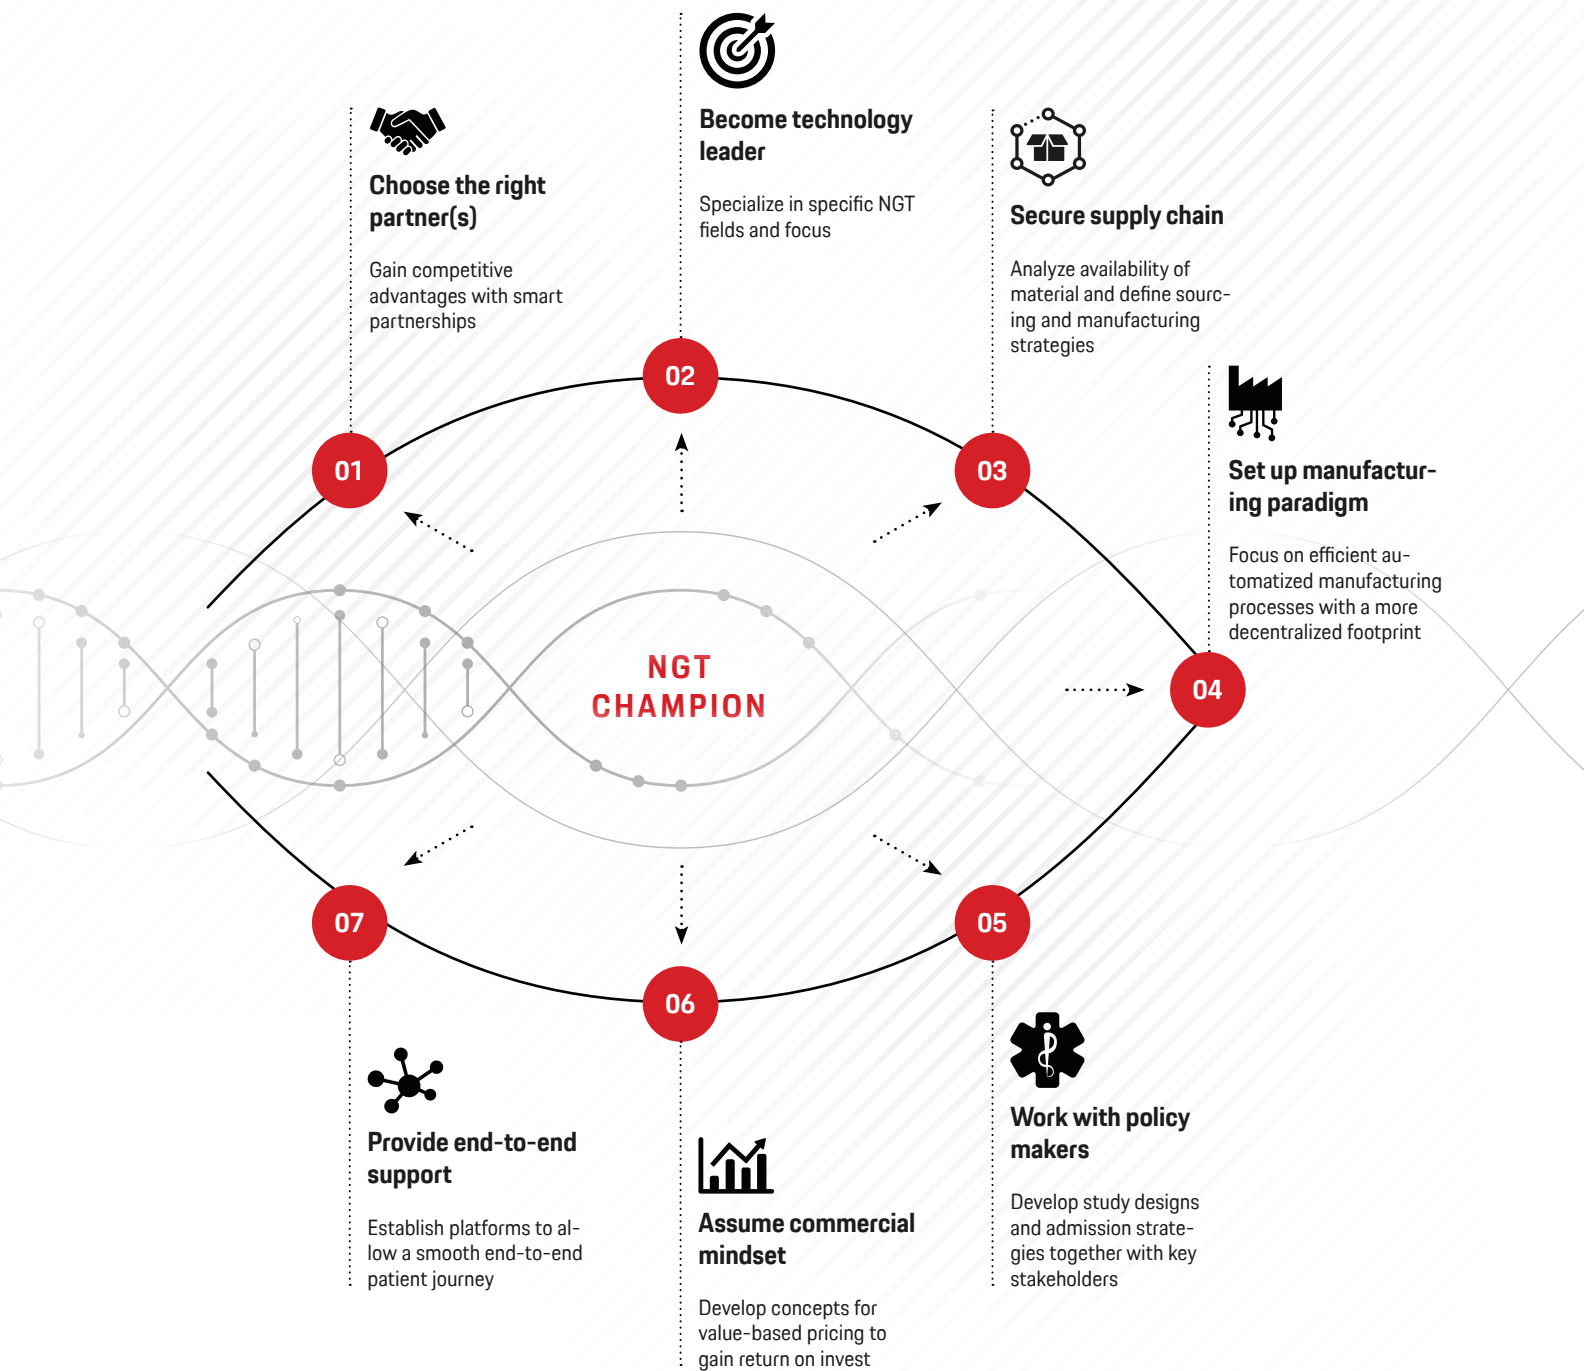 01
Choose the right
partner(s)
Gain competitive
advantages with smart
partnerships
02
Become technology
leader
Specialize in specific NGT
fields and focus
03
Secure supply chain
Analyze availability of
material and define sourc-
ing and manufacturing
strategies
04
Set up manufactur-
ing paradigm
Focus on efficient au-
tomatized manufacturing
processes with a more
decentralized footprint
NGT
CHAMPION
05
Work with policy
makers
Develop study designs
and admission strate-
gies together with key
stakeholders
06
Assume commercial
mindset
Develop concepts for
value-based pricing to
gain return on invest
07
Provide end-to-end
support
Establish platforms to al-
low a smooth end-to-end
patient journey